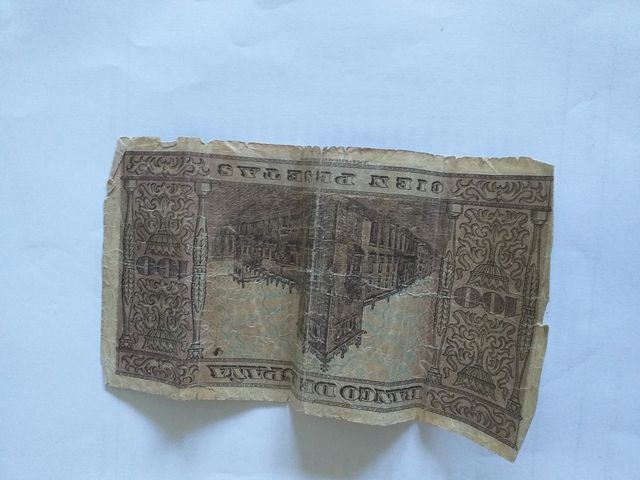 BANCO DE ESPAÑA
100
100
CIEN PESETAS